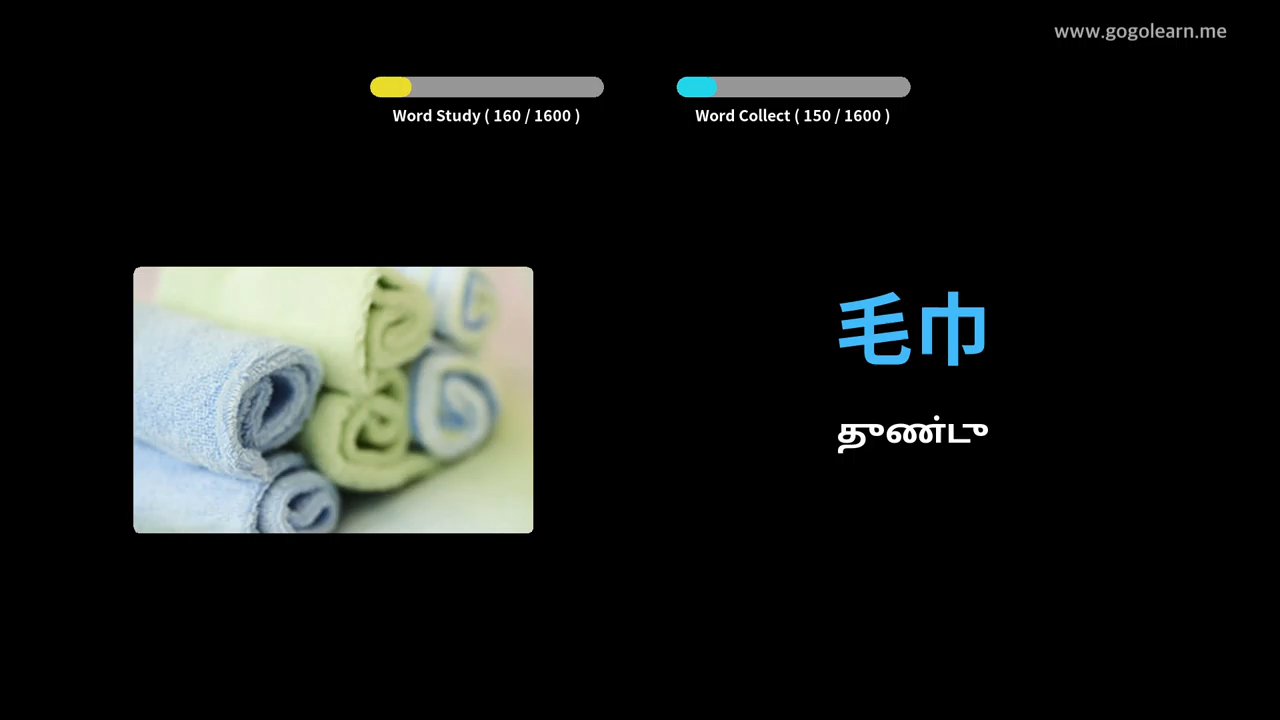 www.gogolearn.me
Word Study ( 160 / 1600 )
Word Collect ( 150 / 1600 )
毛巾
துண்டு